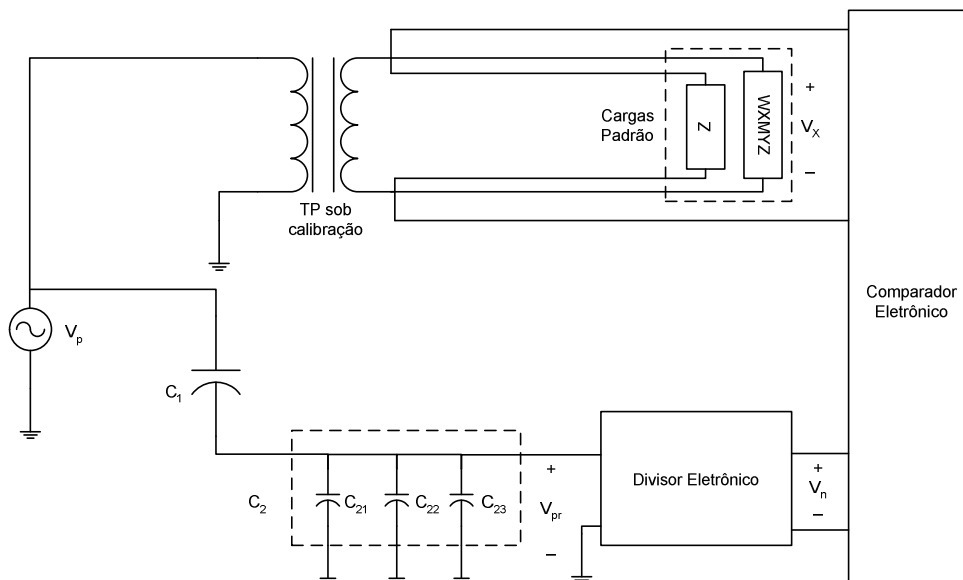 Cargas
Padrão
Z
WXMYZ
+
V_X
–
TP sob
calibração
Comparador
Eletrônico
V_p
C_1
C_2
C_21
C_22
C_23
+
V_pr
–
Divisor Eletrônico
+
V_n
–